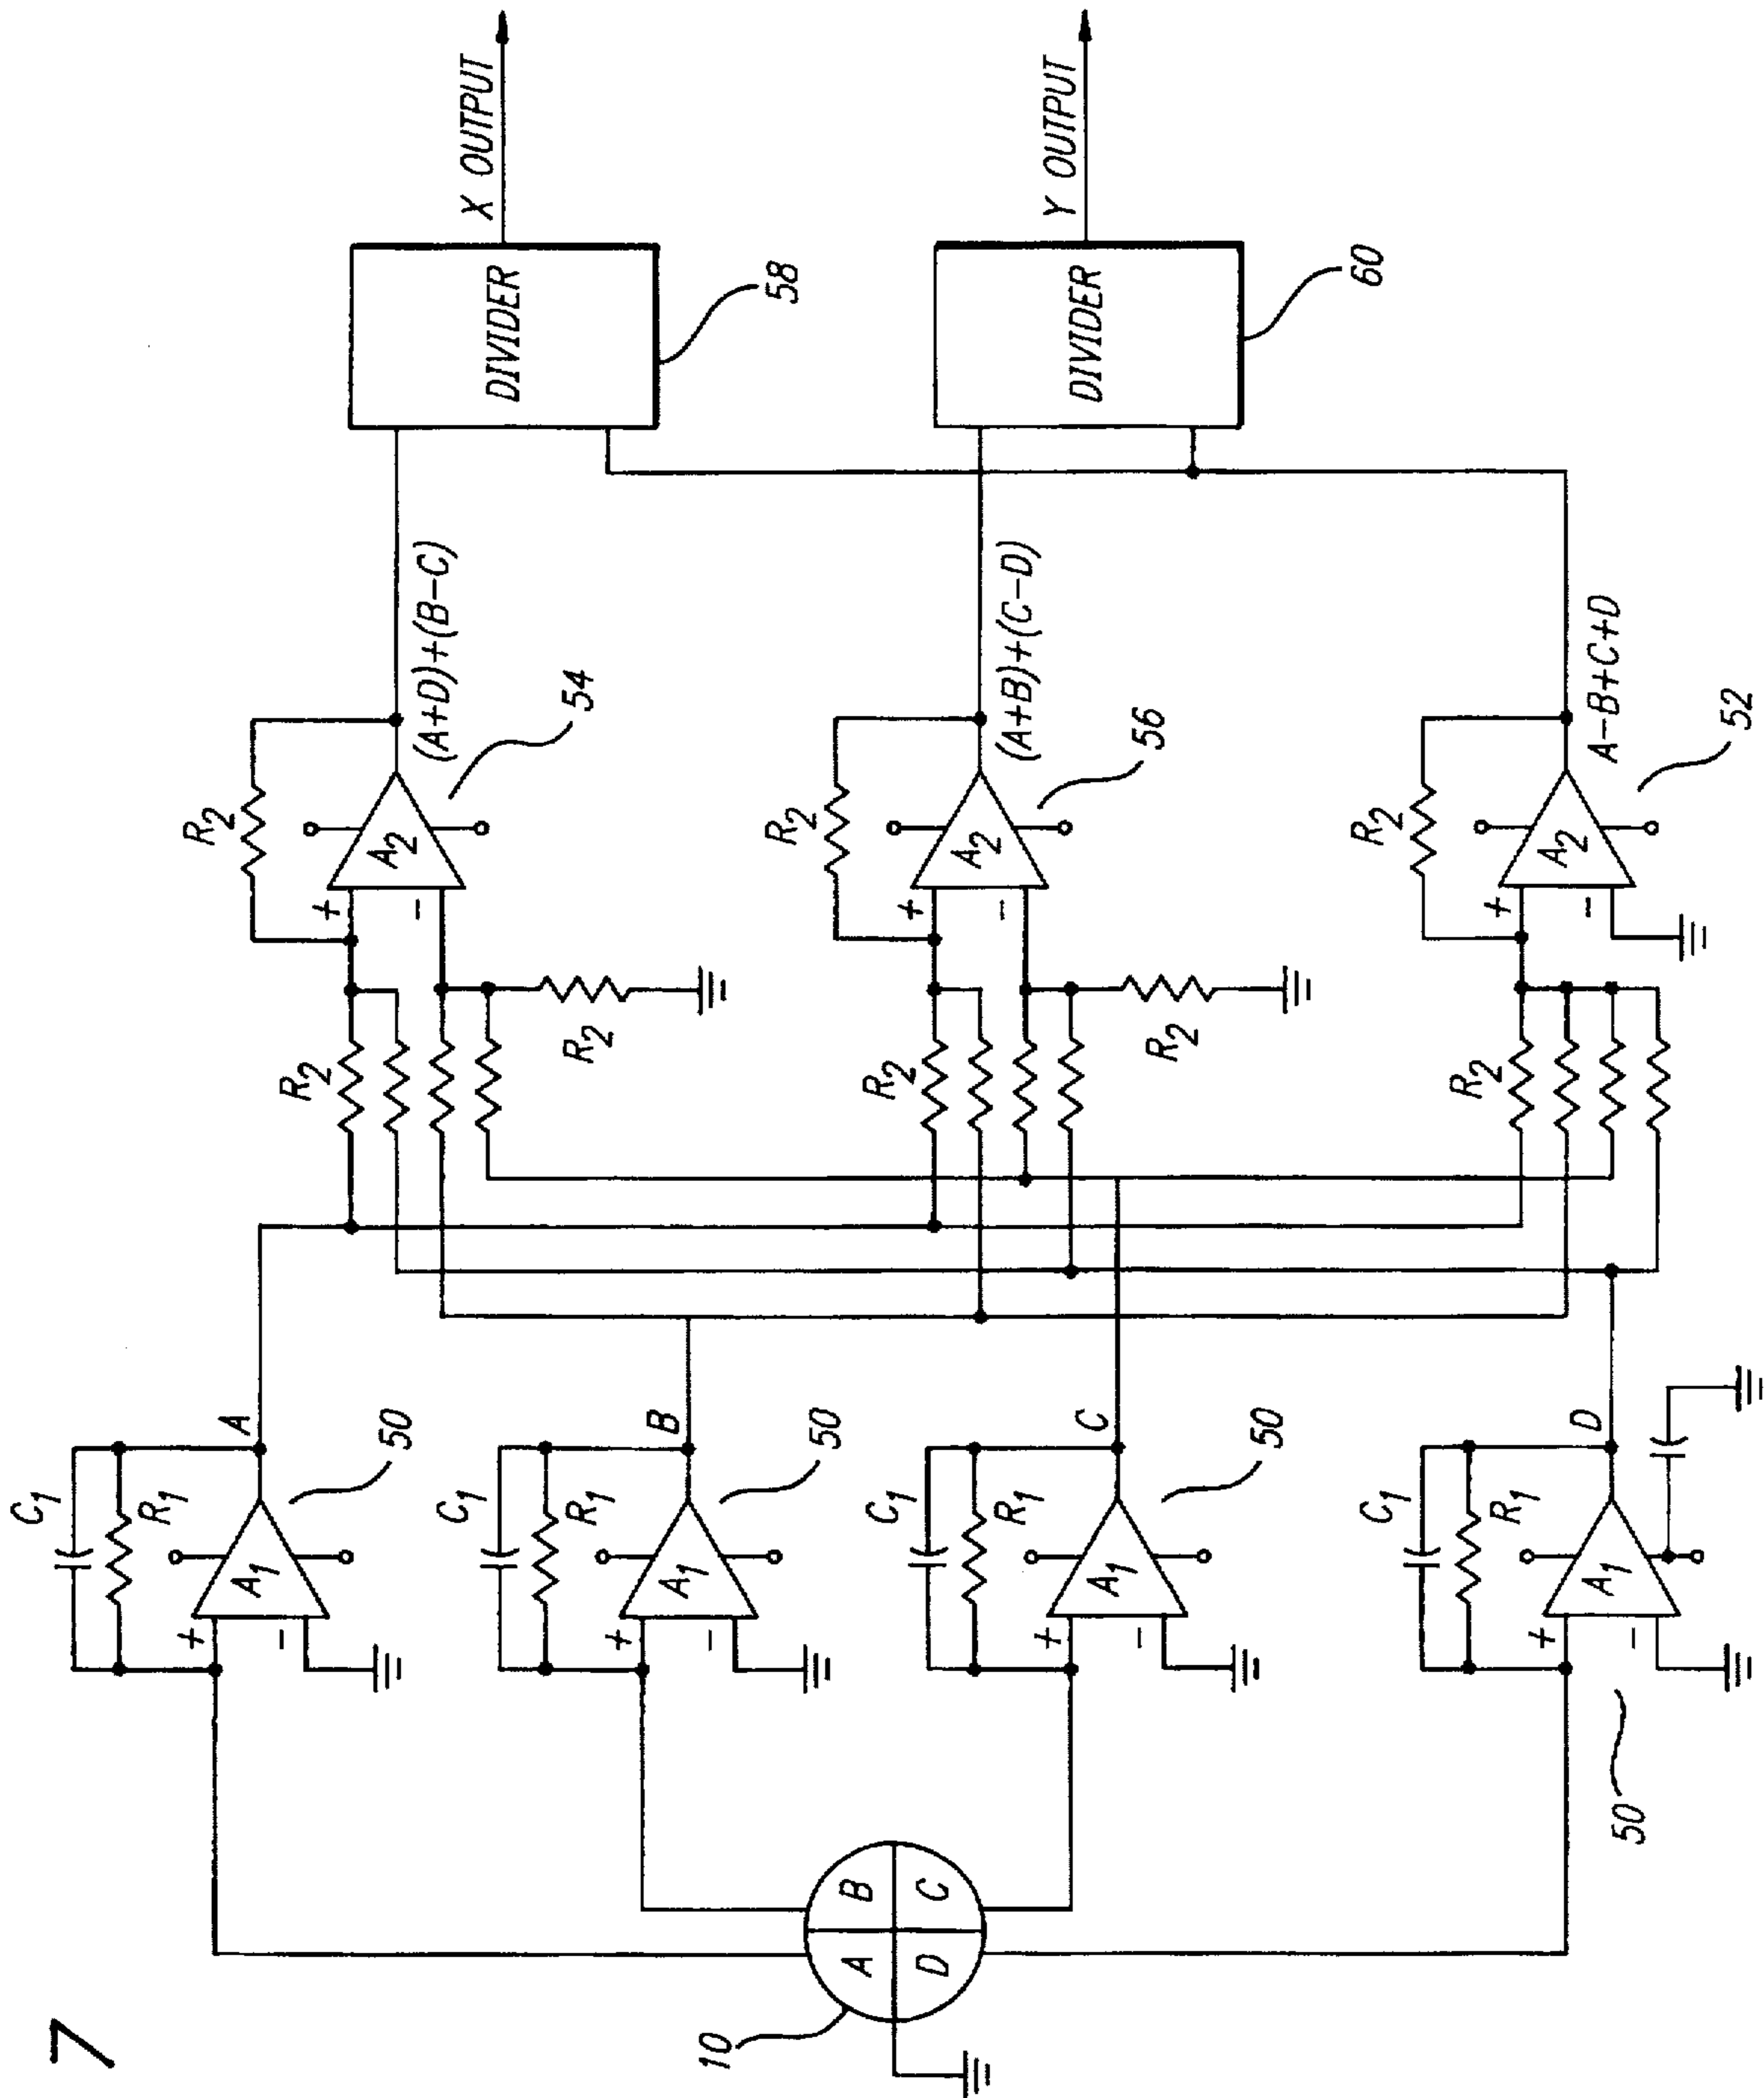 7
10
A
B
D
C
C1
R1
+
-
A1
A
50
C1
R1
+
-
A1
B
50
C1
R1
+
-
A1
C
50
C1
R1
+
-
A1
D
50
R2
R2
+
-
A2
R2
(A+D)+(B-C)
54
R2
R2
+
-
A2
R2
(A+B)+(C-D)
56
R2
R2
+
-
A2
A-B+C+D
52
DIVIDER
58
X OUTPUT
DIVIDER
60
Y OUTPUT